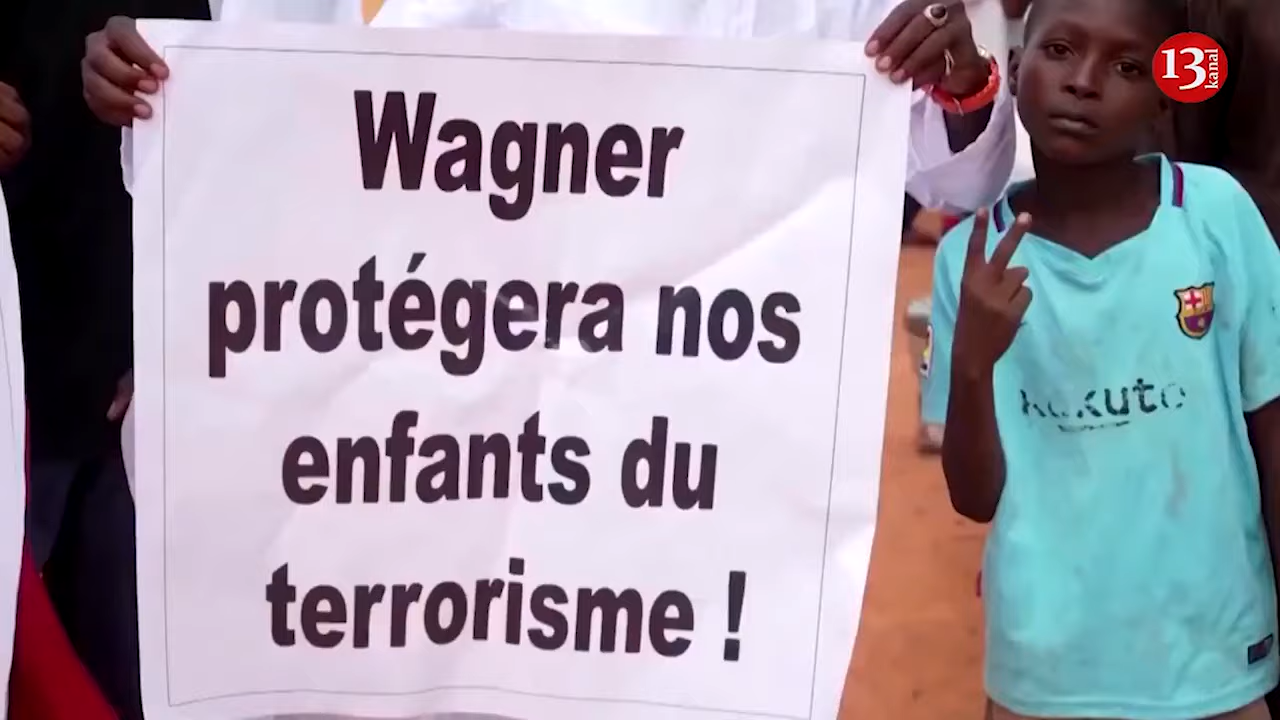 Wagner
protégera nos
enfants du
terrorisme !
13
kanal